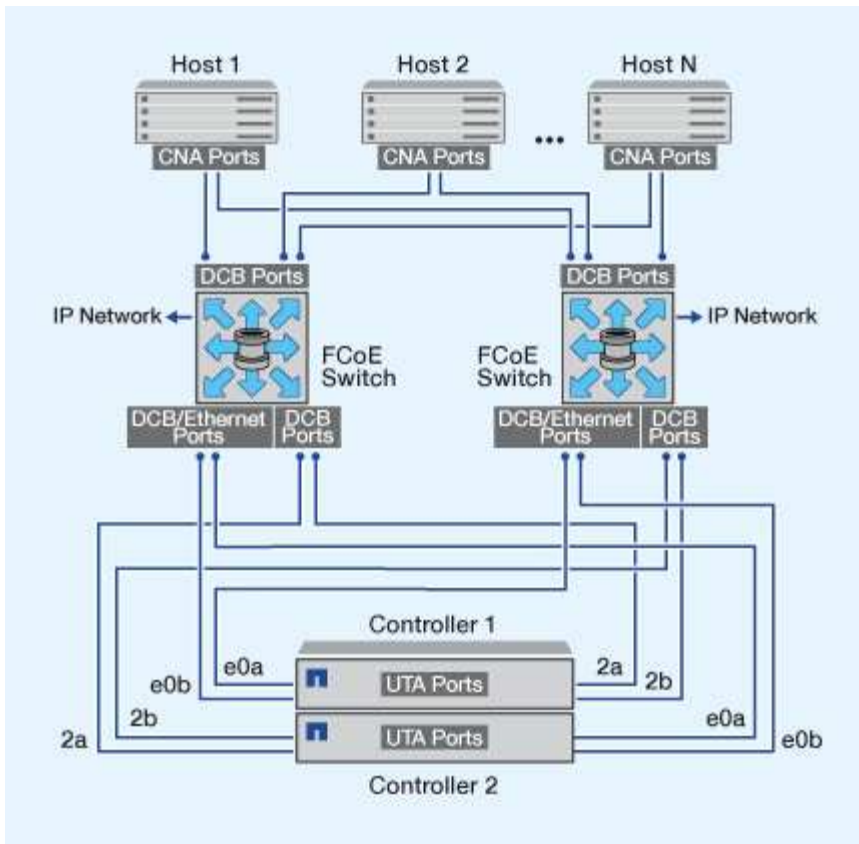 Host 1
Host 2
Host N
CNA Ports
CNA Ports
...
CNA Ports
DCB Ports
DCB Ports
IP Network
IP Network
FCoE
Switch
FCoE
Switch
DCB/Ethernet
Ports
DCB
Ports
DCB/Ethernet
Ports
DCB
Ports
Controller 1
e0a
UTA Ports
2a
e0b
2b
2b
UTA Ports
e0a
2a
e0b
Controller 2